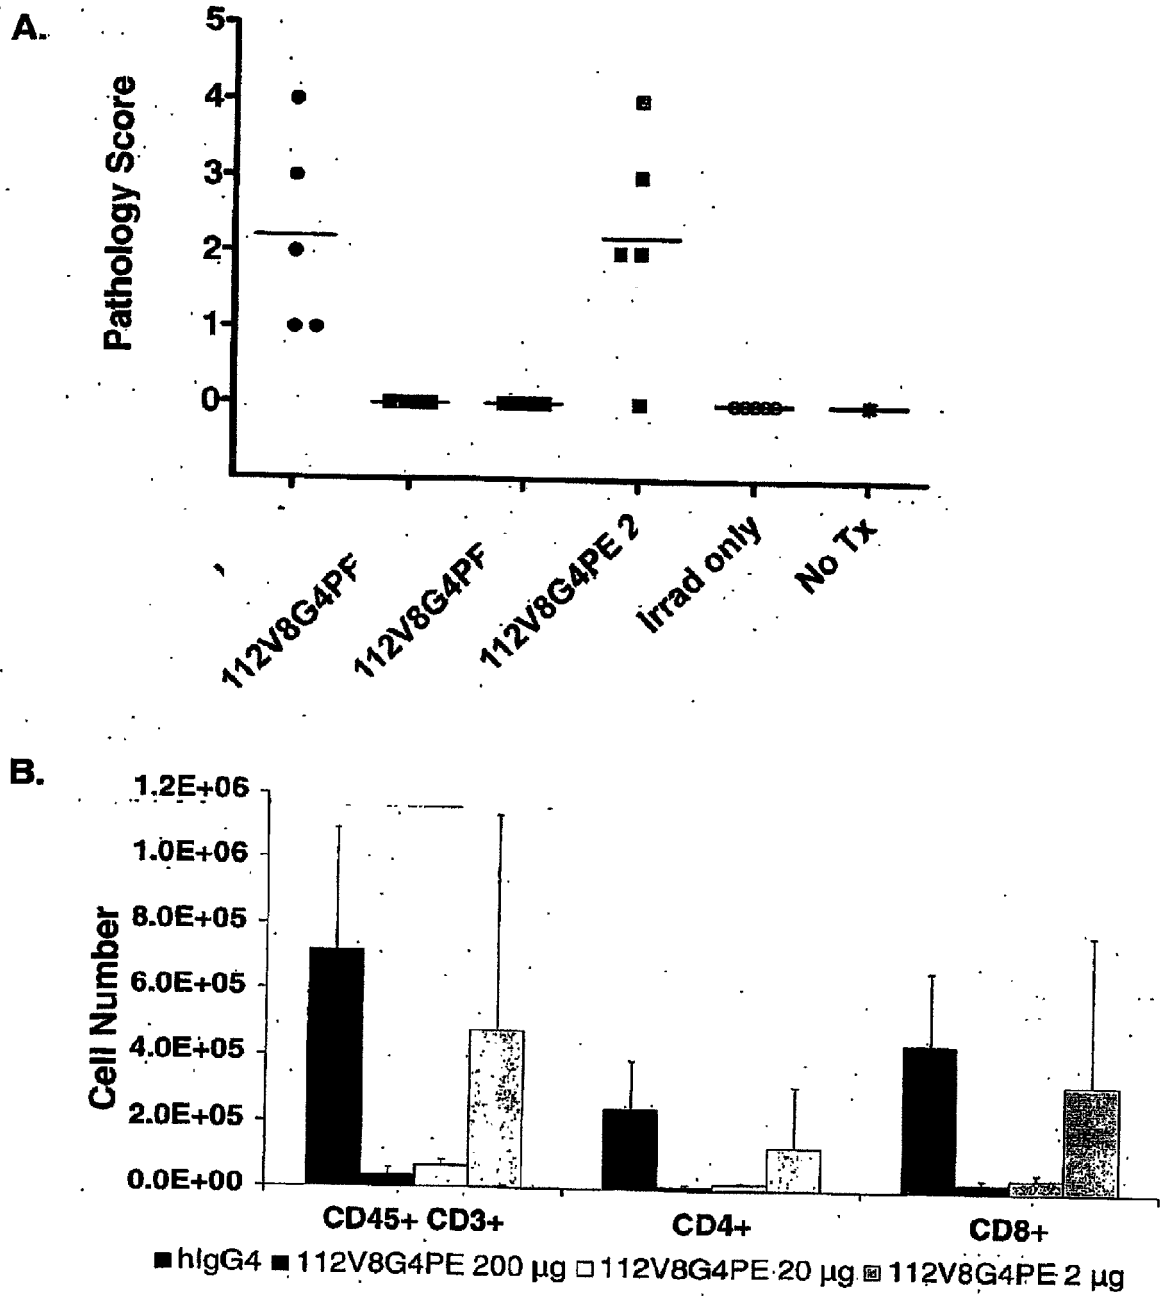 A.
5
4
3
2
1
0
Pathology Score
112V8G4PF
112V8G4PF
112V8G4PE 2
Irrad only
No Tx
B.
1.2E+06
1.0E+06
8.0E+05
6.0E+05
4.0E+05
2.0E+05
0.0E+00
Cell Number
CD45+ CD3+ CD4+ CD8+
hIgG4 112V8G4PE 200 µg 112V8G4PE 20 µg 112V8G4PE 2 µg